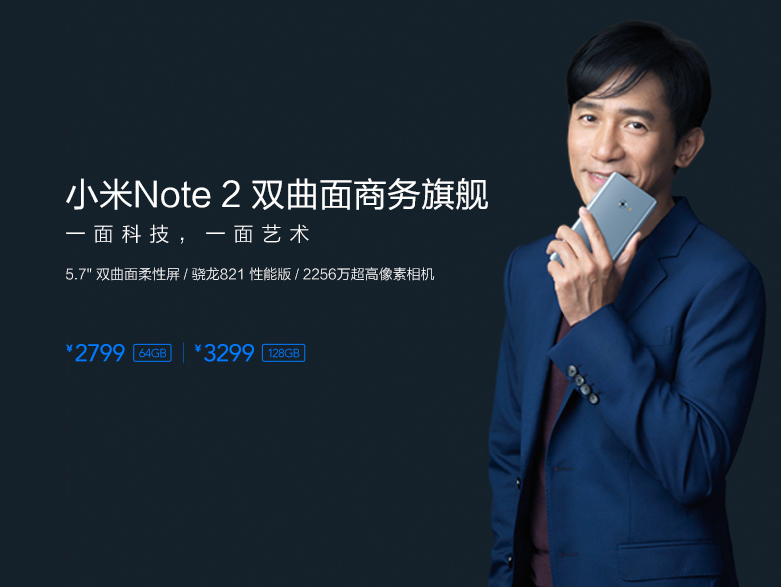 小米Note 2 双曲面商务旗舰
一面科技，一面艺术
5.7" 双曲面柔性屏 / 骁龙821 性能版 / 2256万超高像素相机
¥2799 64GB | ¥3299 128GB